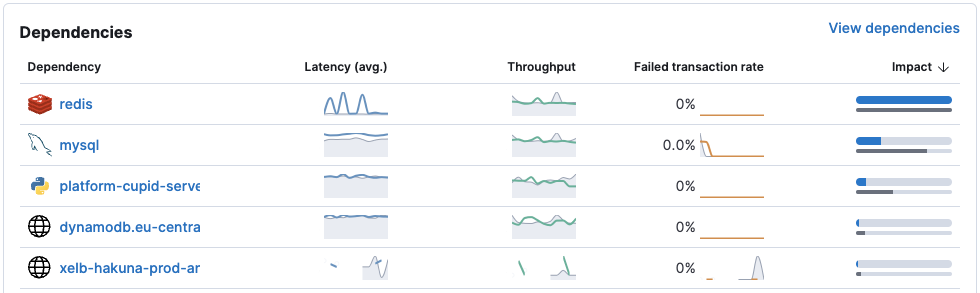 Dependencies
View dependencies
Dependency Latency (avg.) Throughput Failed transaction rate Impact
redis 0%
mysql 0.0%
platform-cupid-serve 0%
dynamodb.eu-centra 0%
xelb-hakuna-prod-ar 0%